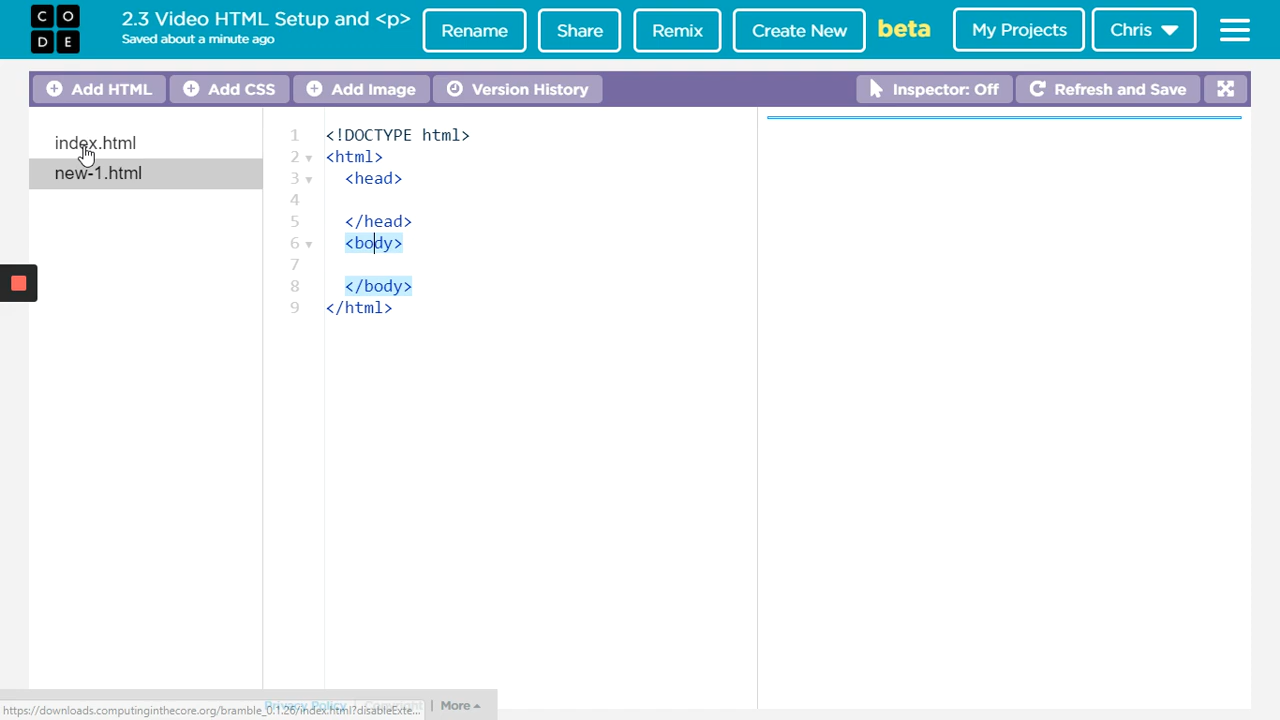 CODE
2.3 Video HTML Setup and <p>
Saved about a minute ago
Rename
Share
Remix
Create New
beta
My Projects
Chris
Add HTML
Add CSS
Add Image
Version History
Inspector: Off
Refresh and Save
index.html
new-1.html
1 <!DOCTYPE html>
2 <html>
3 <head>
4
5 </head>
6 <body>
7
8 </body>
9 </html>
Privacy Policy | | More
https://downloads.computinginthecore.org/bramble_0.1.26/index.html?disableExte...